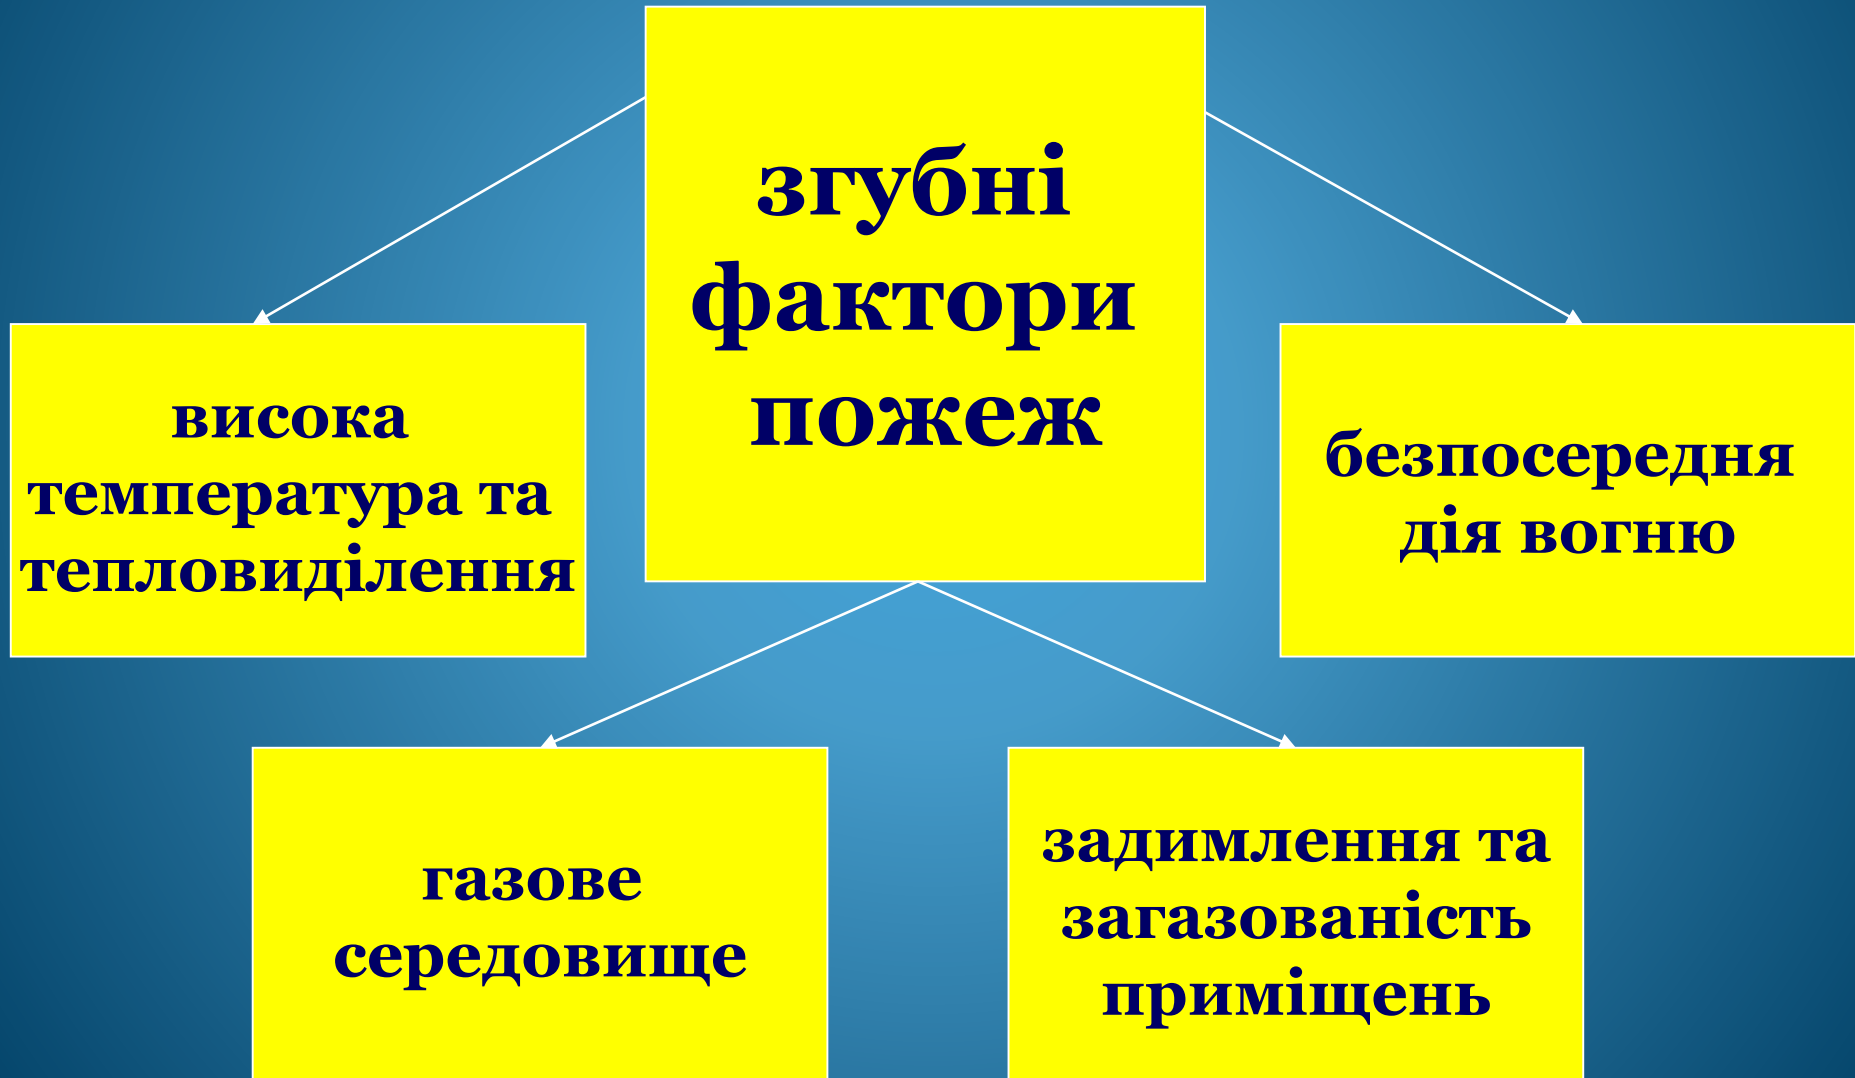 згубні
фактори
пожеж
висока
температура та
тепловиділення
безпосередня
дія вогню
газове
середовище
задимлення та
загазованість
приміщень